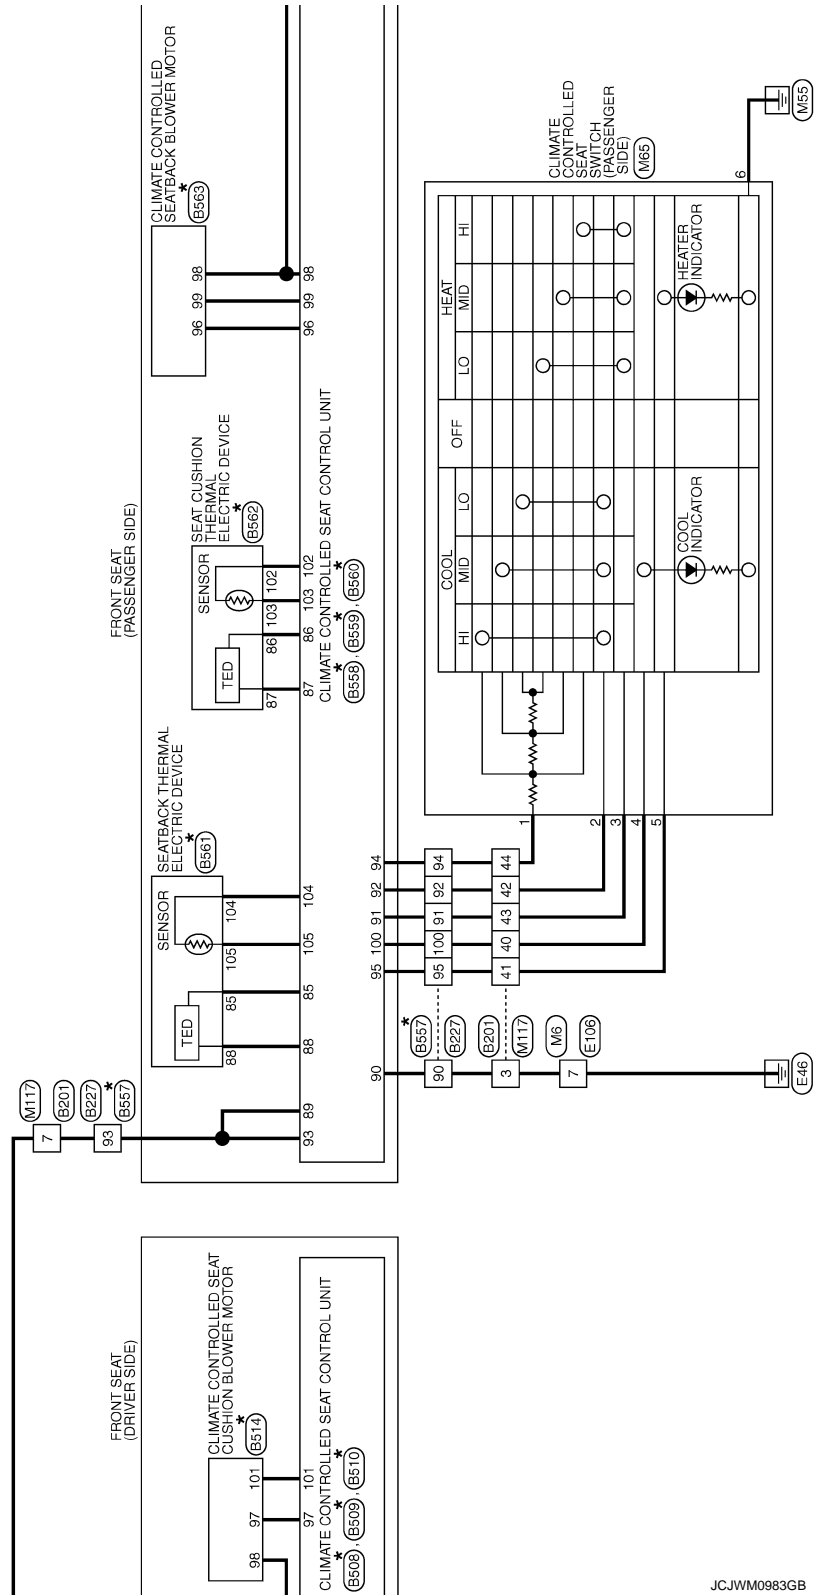 FRONT SEAT
(DRIVER SIDE)
CLIMATE CONTROLLED SEAT
CUSHION BLOWER MOTOR
*
B514
98
97
101
97
101
CLIMATE CONTROLLED SEAT CONTROL UNIT
* * *
B508 , B509 , B510
M117
7
B201
B227
93
*
B557
FRONT SEAT
(PASSENGER SIDE)
SEATBACK THERMAL
ELECTRIC DEVICE
*
B561
TED
SENSOR
88
85
105
104
93
89
88
85
105
104
SEAT CUSHION
THERMAL
ELECTRIC DEVICE
*
B562
TED
SENSOR
87
86
103
102
87
86
103
102
CLIMATE CONTROLLED SEAT CONTROL UNIT
* * *
B558 , B559 , B560
CLIMATE CONTROLLED
SEATBACK BLOWER MOTOR
*
B563
96
99
98
96
99
98
90
95
100
91
92
94
*
B557
90
95
100
91
92
94
B227
B201
3
41
40
43
42
44
M117
M6
7
E106
E46
1
2
3
4
5
CLIMATE
CONTROLLED
SEAT
SWITCH
(PASSENGER
SIDE)
M65
COOL
OFF
HEAT
HI
MID
LO
LO
MID
HI
COOL
INDICATOR
HEATER
INDICATOR
6
M55
JCJWM0983GB